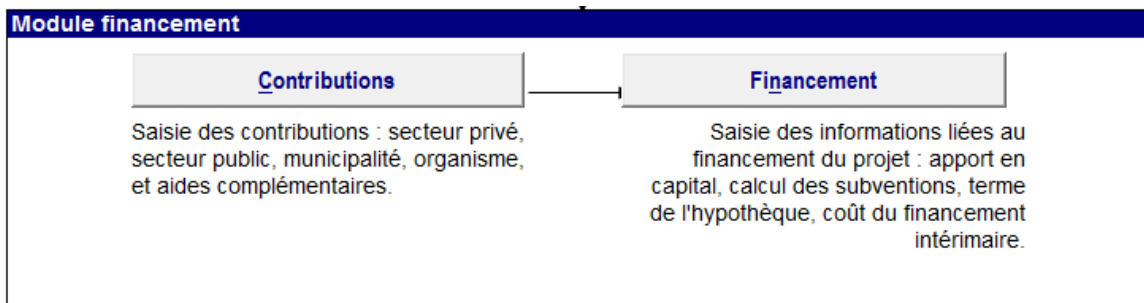 Module financement
Contributions
Saisie des contributions : secteur privé,
secteur public, municipalité, organisme,
et aides complémentaires.
Financement
Saisie des informations liées au
financement du projet : apport en
capital, calcul des subventions, terme
de l'hypothèque, coût du financement
intérimaire.